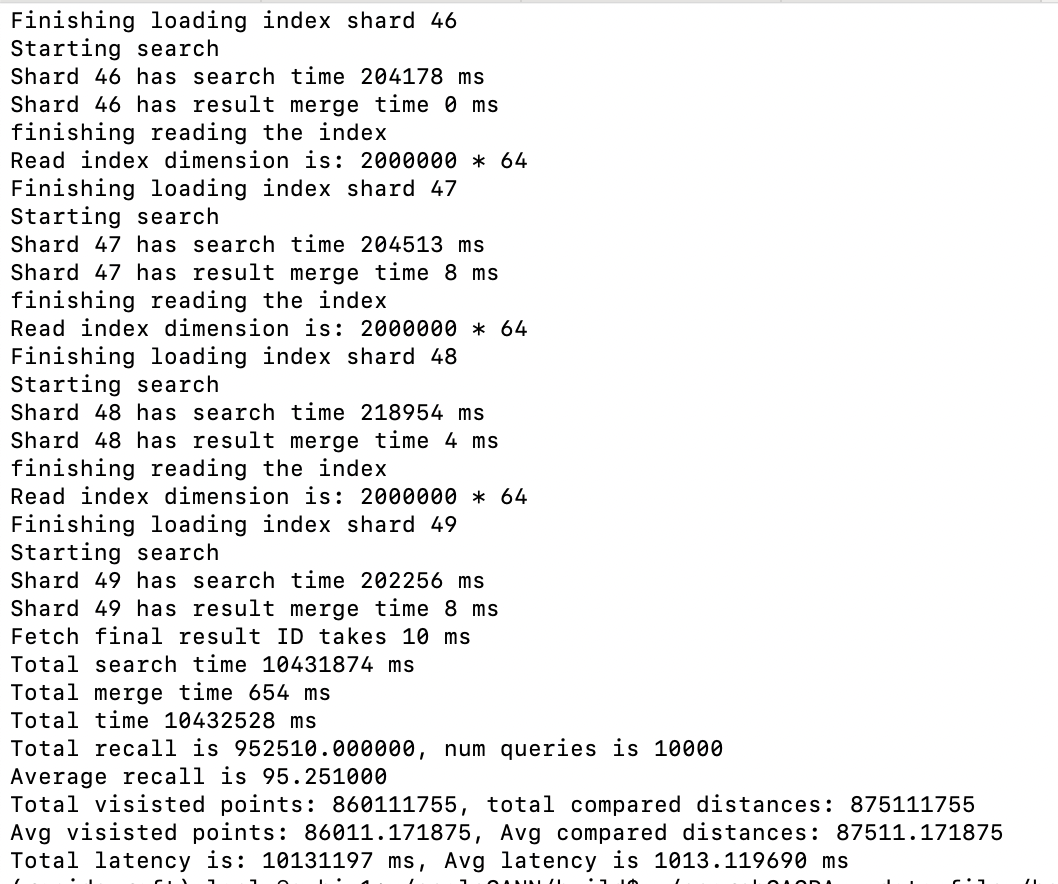 Finishing loading index shard 46
Starting search
Shard 46 has search time 204178 ms
Shard 46 has result merge time 0 ms
finishing reading the index
Read index dimension is: 2000000 * 64
Finishing loading index shard 47
Starting search
Shard 47 has search time 204513 ms
Shard 47 has result merge time 8 ms
finishing reading the index
Read index dimension is: 2000000 * 64
Finishing loading index shard 48
Starting search
Shard 48 has search time 218954 ms
Shard 48 has result merge time 4 ms
finishing reading the index
Read index dimension is: 2000000 * 64
Finishing loading index shard 49
Starting search
Shard 49 has search time 202256 ms
Shard 49 has result merge time 8 ms
Fetch final result ID takes 10 ms
Total search time 10431874 ms
Total merge time 654 ms
Total time 10432528 ms
Total recall is 952510.000000, num queries is 10000
Average recall is 95.251000
Total visisted points: 860111755, total compared distances: 875111755
Avg visisted points: 86011.171875, Avg compared distances: 87511.171875
Total latency is: 10131197 ms, Avg latency is 1013.119690 ms